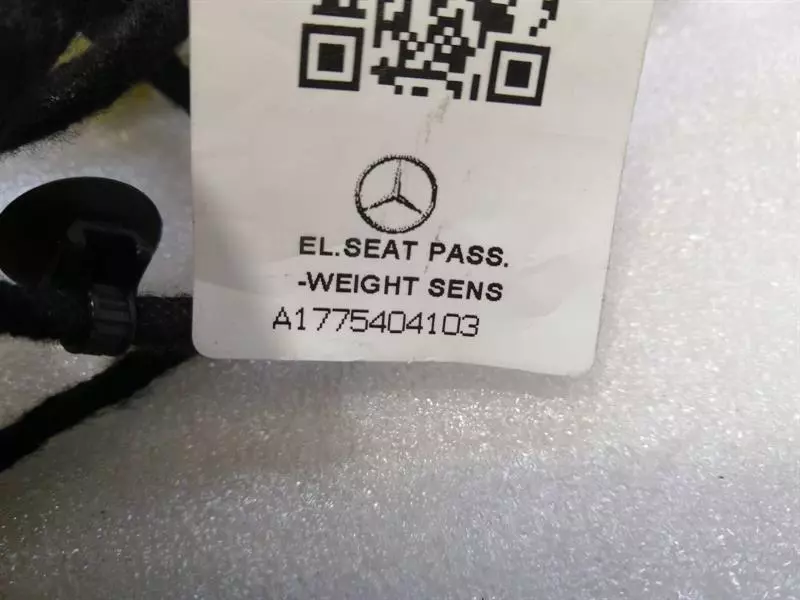 EL.SEAT PASS.
-WEIGHT SENS
A1775404103